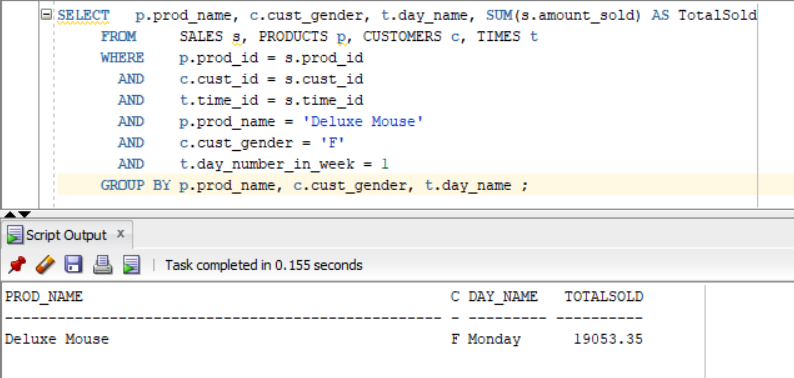 SELECT p.prod_name, c.cust_gender, t.day_name, SUM(s.amount_sold) AS TotalSold
FROM SALES s, PRODUCTS p, CUSTOMERS c, TIMES t
WHERE p.prod_id = s.prod_id
AND c.cust_id = s.cust_id
AND t.time_id = s.time_id
AND p.prod_name = 'Deluxe Mouse'
AND c.cust_gender = 'F'
AND t.day_number_in_week = 1
GROUP BY p.prod_name, c.cust_gender, t.day_name ;
Script Output x
Task completed in 0.155 seconds
PROD_NAME C DAY_NAME TOTALSOLD
-------------------------------------------------- - --------- ----------
Deluxe Mouse F Monday 19053.35